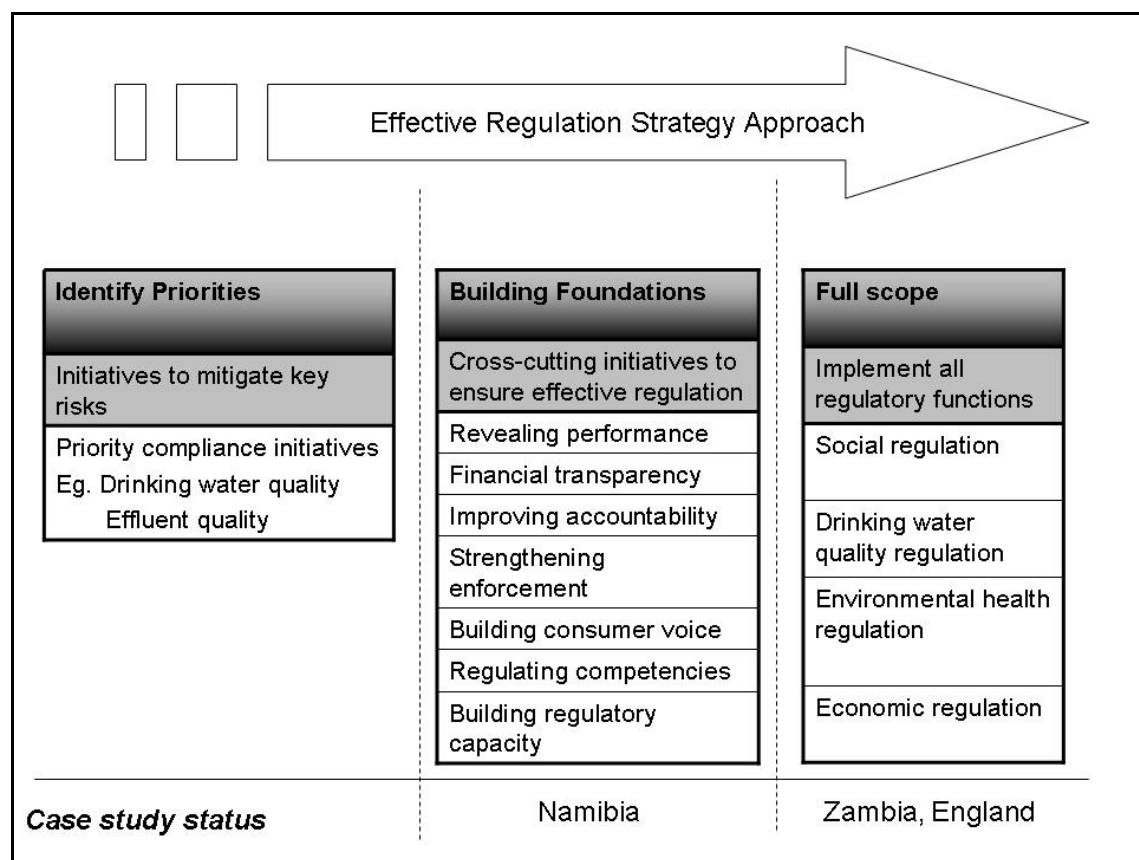 Effective Regulation Strategy Approach
Identify Priorities
Initiatives to mitigate key
risks
Priority compliance initiatives
Eg. Drinking water quality
Effluent quality
Building Foundations
Cross-cutting initiatives to
ensure effective regulation
Revealing performance
Financial transparency
Improving accountability
Strengthening
enforcement
Building consumer voice
Regulating competencies
Building regulatory
capacity
Full scope
Implement all
regulatory functions
Social regulation
Drinking water
quality regulation
Environmental health
regulation
Economic regulation
Case study status
Namibia
Zambia, England